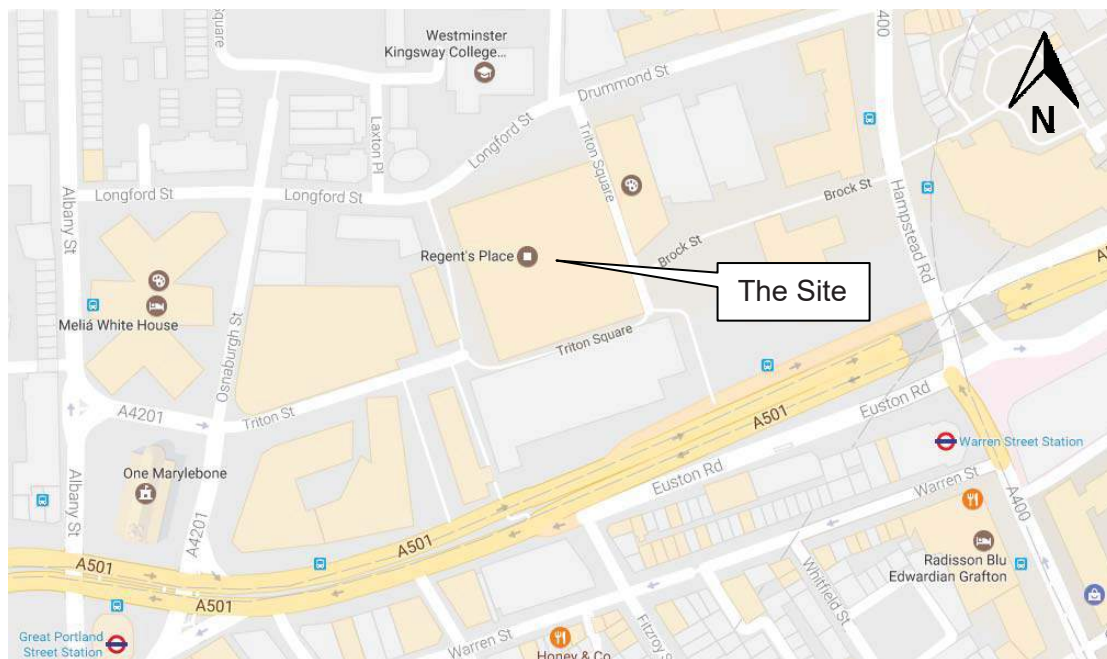 Square
A400
Westminster
Kingsway College...
Drummond St
N
Laxton Pl
Longford St
Triton Square
Albany St
Longford St
Longford St
Brock St
Hampstead Rd
Regent's Place
Brock St
The Site
Meliá White House
Osnaburgh St
Triton Square
A4201
Triton St
A501
Euston Rd
Warren Street Station
One Marylebone
Albany St
Euston Rd
Warren St
A400
A4201
A501
Radisson Blu
Edwardian Grafton
A501
Whitfield St
A501
Great Portland
Street Station
Warren St
Fitzroy
Honey & Co